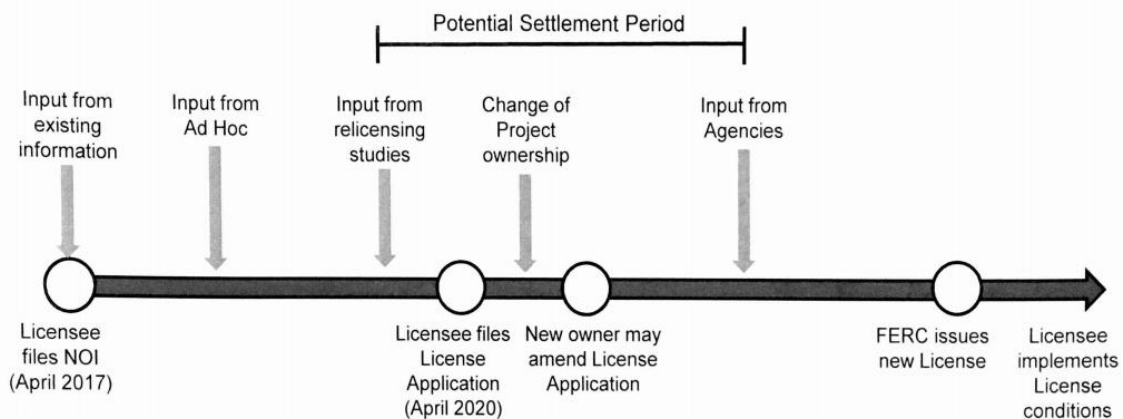 Potential Settlement Period
Input from
existing
information
Input from
Ad Hoc
Input from
relicensing
studies
Change of
Project
ownership
Input from
Agencies
Licensee
files NOI
(April 2017)
Licensee files
License
Application
(April 2020)
New owner may
amend License
Application
FERC issues
new License
Licensee
implements
License
conditions